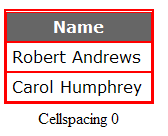 Name
Robert Andrews
Carol Humphrey
Cellspacing 0